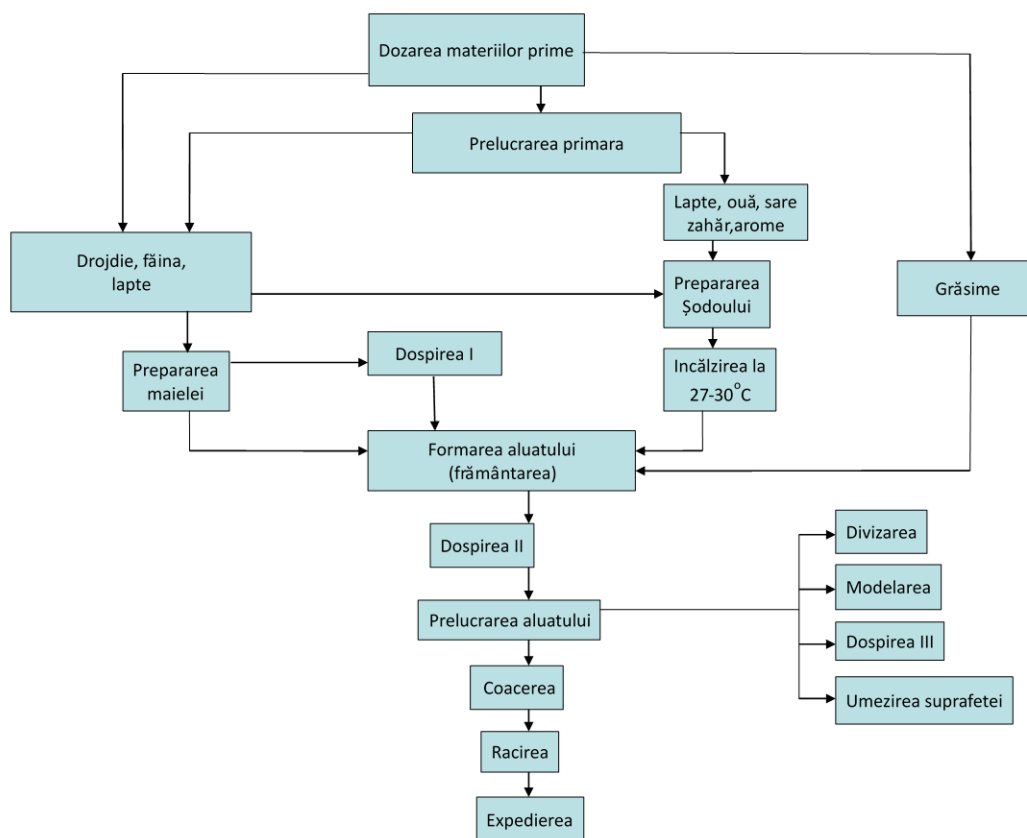 Dozarea materiilor prime
Prelucrarea primara
Lapte, ouă, sare
zahăr,arome
Drojdie, făina,
lapte
Prepararea
Șodoului
Grăsime
Dospirea I
Prepararea
maielei
Incălzirea la
27-30°C
Formarea aluatului
(frământarea)
Dospirea II
Divizarea
Modelarea
Prelucrarea aluatului
Dospirea III
Coacerea
Umezirea suprafetei
Racirea
Expedierea